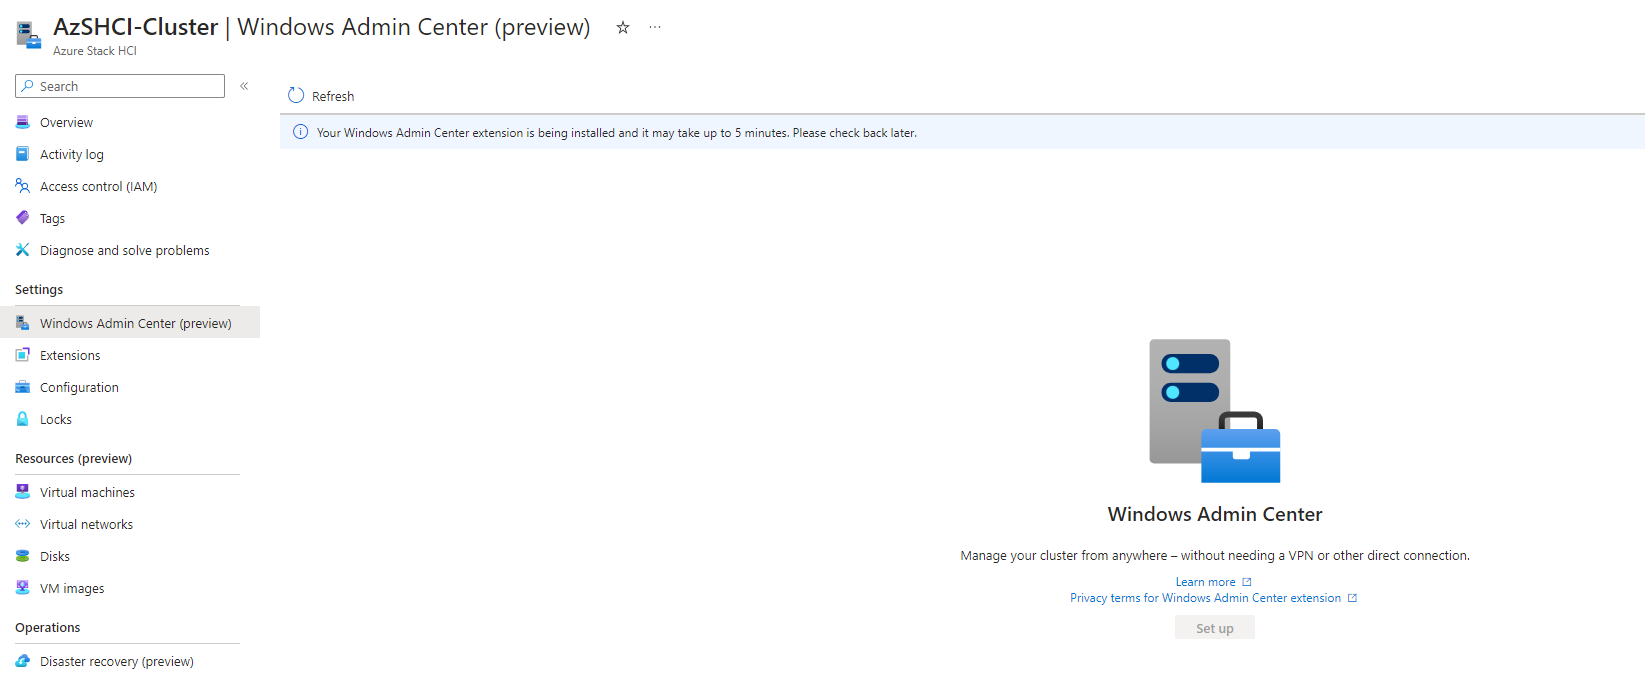 AzSHCI-Cluster | Windows Admin Center (preview)
Azure Stack HCI
Search
Refresh
Your Windows Admin Center extension is being installed and it may take up to 5 minutes. Please check back later.
Overview
Activity log
Access control (IAM)
Tags
Diagnose and solve problems
Settings
Windows Admin Center (preview)
Extensions
Configuration
Locks
Resources (preview)
Virtual machines
Virtual networks
Disks
VM images
Operations
Disaster recovery (preview)
Windows Admin Center
Manage your cluster from anywhere – without needing a VPN or other direct connection.
Learn more
Privacy terms for Windows Admin Center extension
Set up